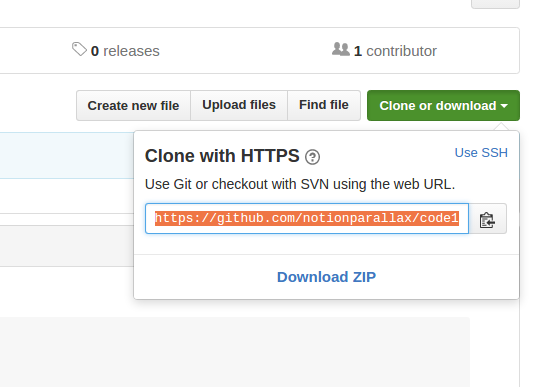 0 releases
1 contributor
Create new file
Upload files
Find file
Clone or download
Clone with HTTPS
Use SSH
Use Git or checkout with SVN using the web URL.
https://github.com/notionparallax/code1
Download ZIP